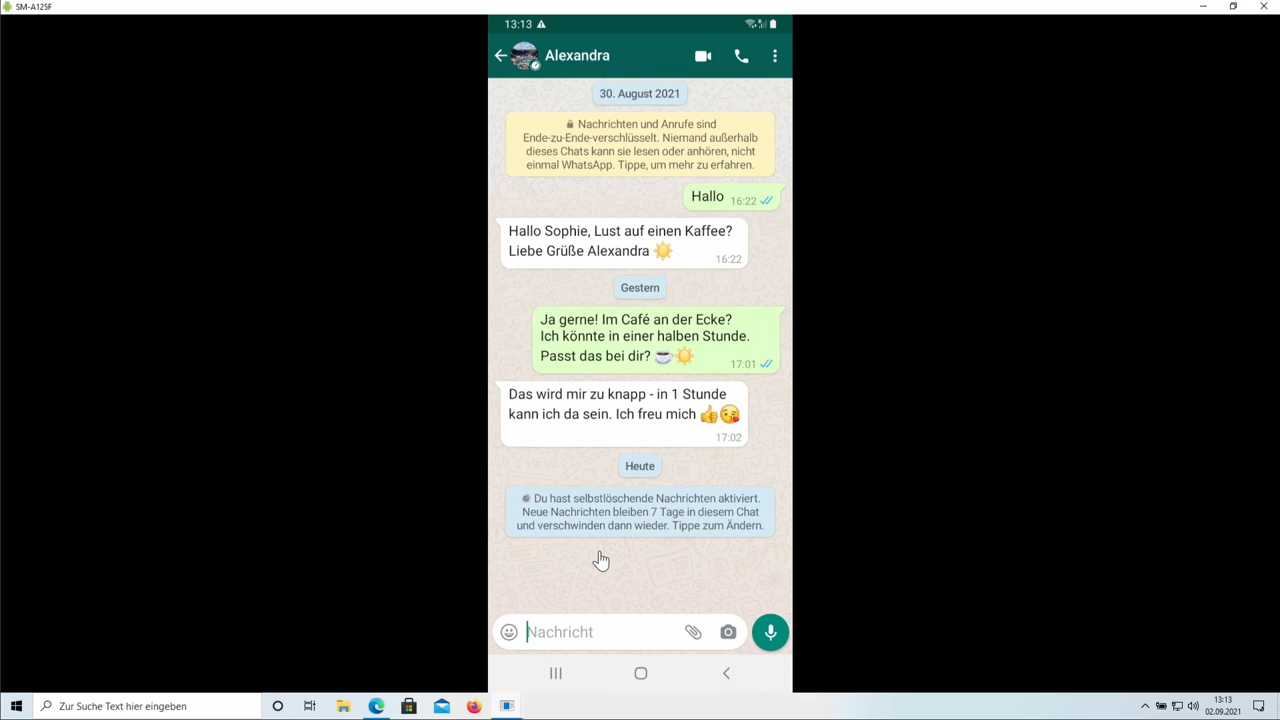 SM-A125F
13:13
Alexandra
30. August 2021
Nachrichten und Anrufe sind
Ende-zu-Ende-verschlüsselt. Niemand außerhalb
dieses Chats kann sie lesen oder anhören, nicht
einmal WhatsApp. Tippe, um mehr zu erfahren.
Hallo 16:22
Hallo Sophie, Lust auf einen Kaffee?
Liebe Grüße Alexandra ☀️
16:22
Gestern
Ja gerne! Im Café an der Ecke?
Ich könnte in einer halben Stunde.
Passt das bei dir? ☕☀️
17:01
Das wird mir zu knapp - in 1 Stunde
kann ich da sein. Ich freu mich 👍😘
17:02
Heute
Du hast selbstlöschende Nachrichten aktiviert.
Neue Nachrichten bleiben 7 Tage in diesem Chat
und verschwinden dann wieder. Tippe zum Ändern.
Nachricht
Zur Suche Text hier eingeben
13:13
02.09.2021